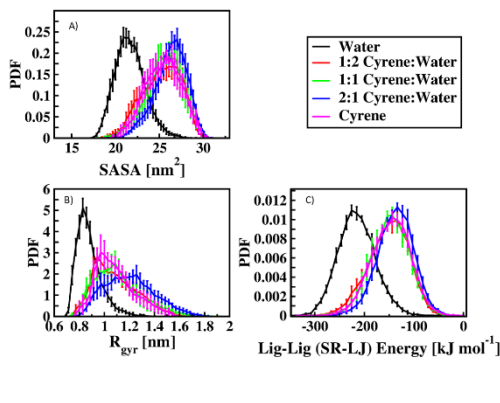 A)
PDF
0.25
0.2
0.15
0.1
0.05
0
15 20 25 30
SASA [nm²]
Water
1:2 Cyrene:Water
1:1 Cyrene:Water
2:1 Cyrene:Water
Cyrene
B)
PDF
6
5
4
3
2
1
0
0.6 0.8 1 1.2 1.4 1.6 1.8 2
R_gyr [nm]
C)
PDF
0.012
0.01
0.008
0.006
0.004
0.002
0
-300 -200 -100 0
Lig-Lig (SR-LJ) Energy [kJ mol⁻¹]